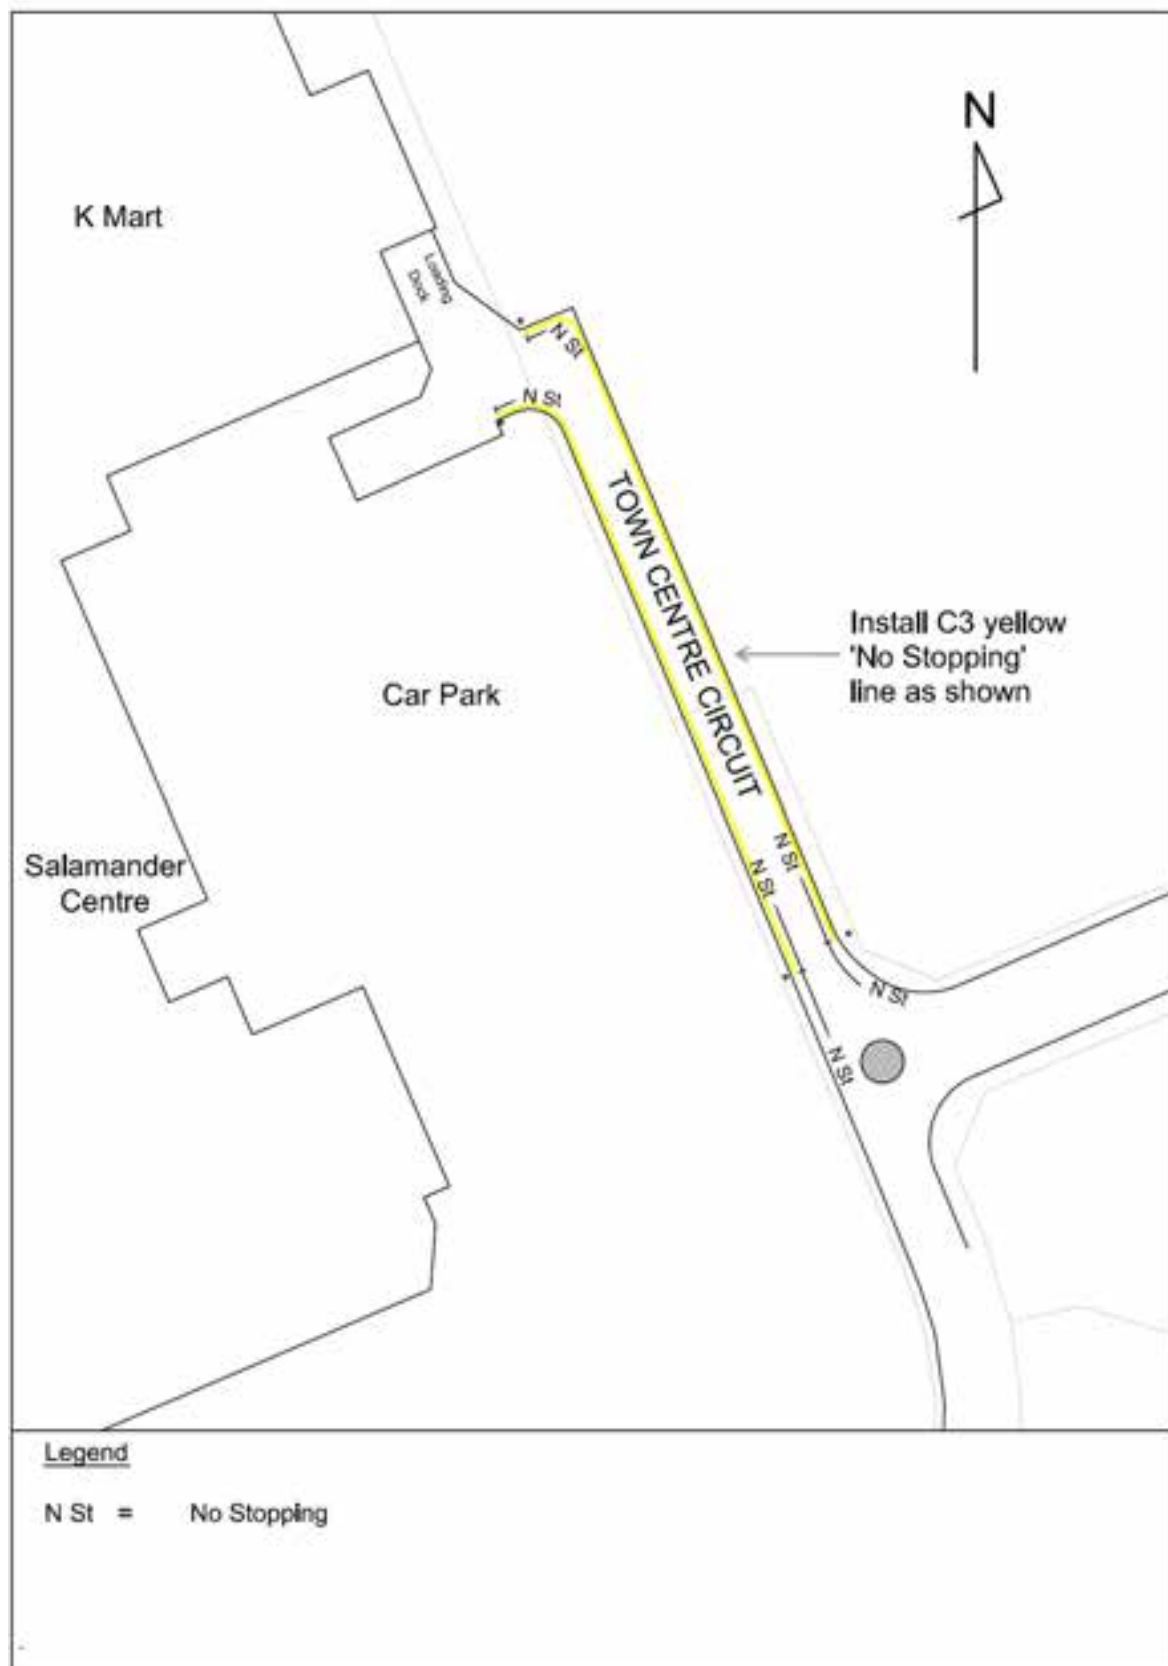 N
K Mart
Loading
Dock
N St
N St
TOWN CENTRE CIRCUIT
Install C3 yellow
'No Stopping'
line as shown
Car Park
Salamander
Centre
N St
N St
N St
N St
Legend
N St = No Stopping